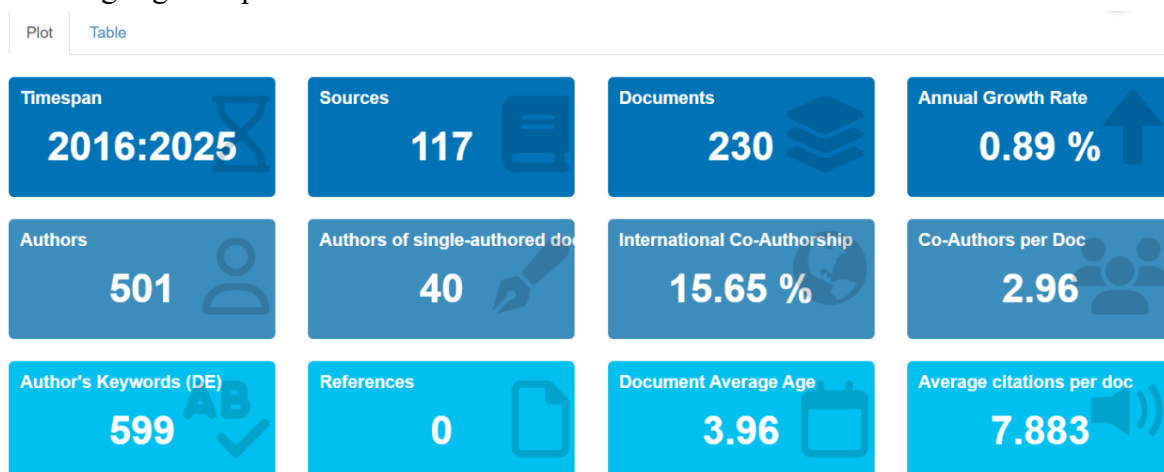 Plot Table
Timespan Sources Documents Annual Growth Rate
2016:2025 117 230 0.89 %
Authors Authors of single-authored do International Co-Authorship Co-Authors per Doc
501 40 15.65 % 2.96
Author's Keywords (DE) References Document Average Age Average citations per doc
AB
599 0 3.96 7.883